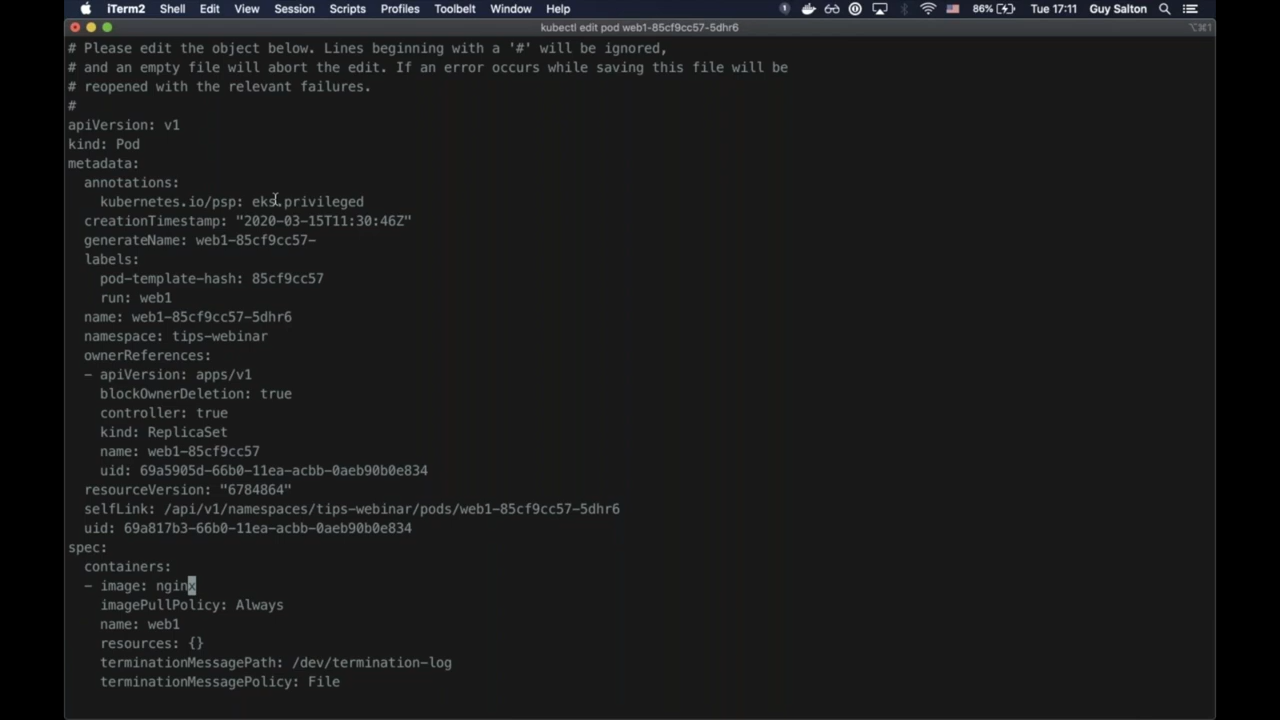 iTerm2 Shell Edit View Session Scripts Profiles Toolbelt Window Help 86% Tue 17:11 Guy Salton
kubectl edit pod web1-85cf9cc57-5dhr6 ⌥⌘1
# Please edit the object below. Lines beginning with a '#' will be ignored,
# and an empty file will abort the edit. If an error occurs while saving this file will be
# reopened with the relevant failures.
#
apiVersion: v1
kind: Pod
metadata:
  annotations:
    kubernetes.io/psp: eks.privileged
  creationTimestamp: "2020-03-15T11:30:46Z"
  generateName: web1-85cf9cc57-
  labels:
    pod-template-hash: 85cf9cc57
    run: web1
  name: web1-85cf9cc57-5dhr6
  namespace: tips-webinar
  ownerReferences:
  - apiVersion: apps/v1
    blockOwnerDeletion: true
    controller: true
    kind: ReplicaSet
    name: web1-85cf9cc57
    uid: 69a5905d-66b0-11ea-acbb-0aeb90b0e834
  resourceVersion: "6784864"
  selfLink: /api/v1/namespaces/tips-webinar/pods/web1-85cf9cc57-5dhr6
  uid: 69a817b3-66b0-11ea-acbb-0aeb90b0e834
spec:
  containers:
  - image: nginx
    imagePullPolicy: Always
    name: web1
    resources: {}
    terminationMessagePath: /dev/termination-log
    terminationMessagePolicy: File